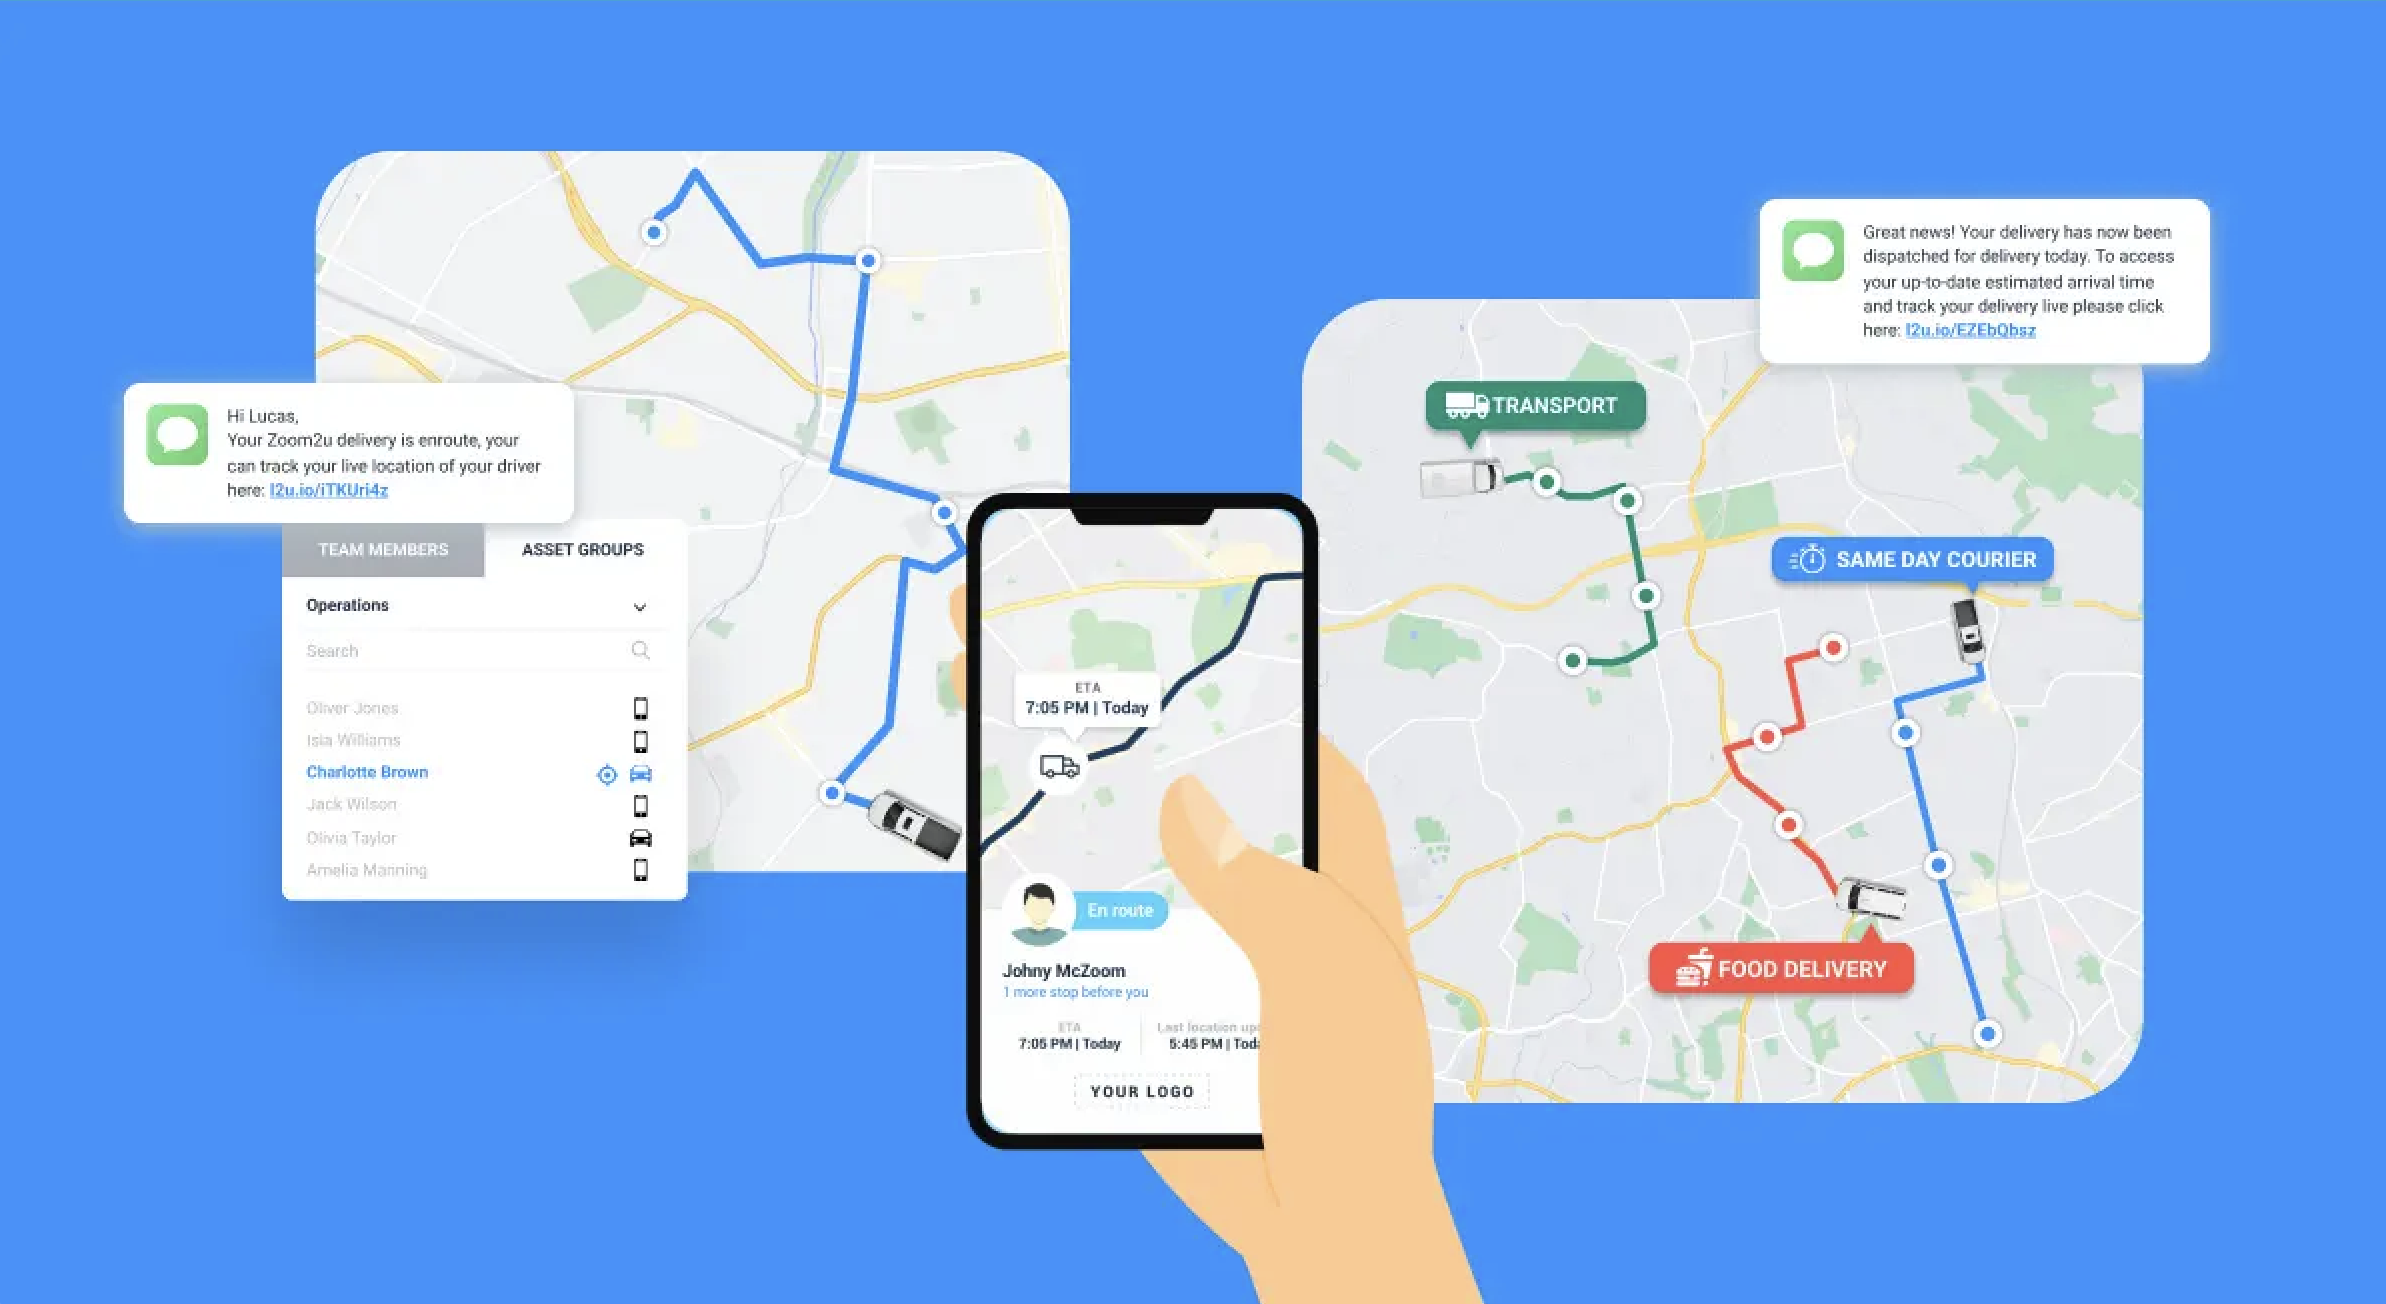 Great news! Your delivery has now been
dispatched for delivery today. To access
your up-to-date estimated arrival time
and track your delivery live please click
here: l2u.io/EZEbQbsz
Hi Lucas,
Your Zoom2u delivery is enroute, your
can track your live location of your driver
here: l2u.io/iTKUri4z
TEAM MEMBERS
ASSET GROUPS
Operations
Search
Oliver Jones
Isia Williams
Charlotte Brown
Jack Wilson
Olivia Taylor
Amelia Manning
ETA
7:05 PM | Today
En route
Johny McZoom
1 more stop before you
ETA
7:05 PM | Today
Last location
5:45 PM |
YOUR LOGO
TRANSPORT
SAME DAY COURIER
FOOD DELIVERY